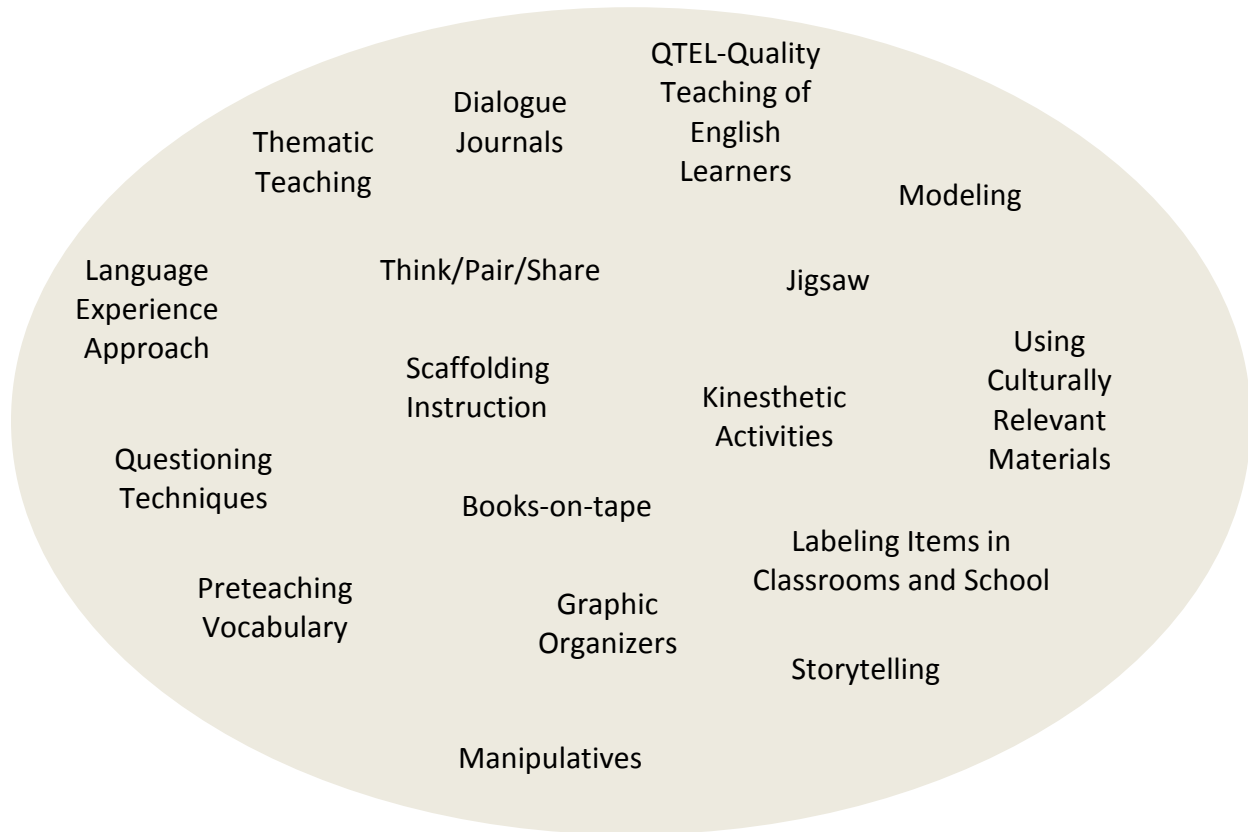 QTEL-Quality
Teaching of
English
Learners
Dialogue
Journals
Thematic
Teaching
Modeling
Language
Experience
Approach
Think/Pair/Share
Jigsaw
Using
Culturally
Relevant
Materials
Scaffolding
Instruction
Kinesthetic
Activities
Questioning
Techniques
Books-on-tape
Labeling Items in
Classrooms and School
Preteaching
Vocabulary
Graphic
Organizers
Storytelling
Manipulatives